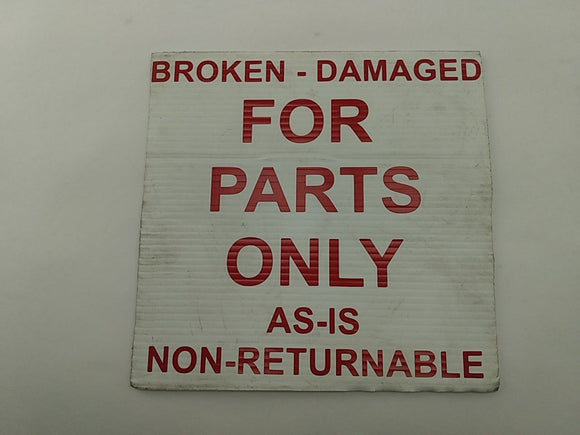 BROKEN - DAMAGED
FOR
PARTS
ONLY
AS-IS
NON-RETURNABLE